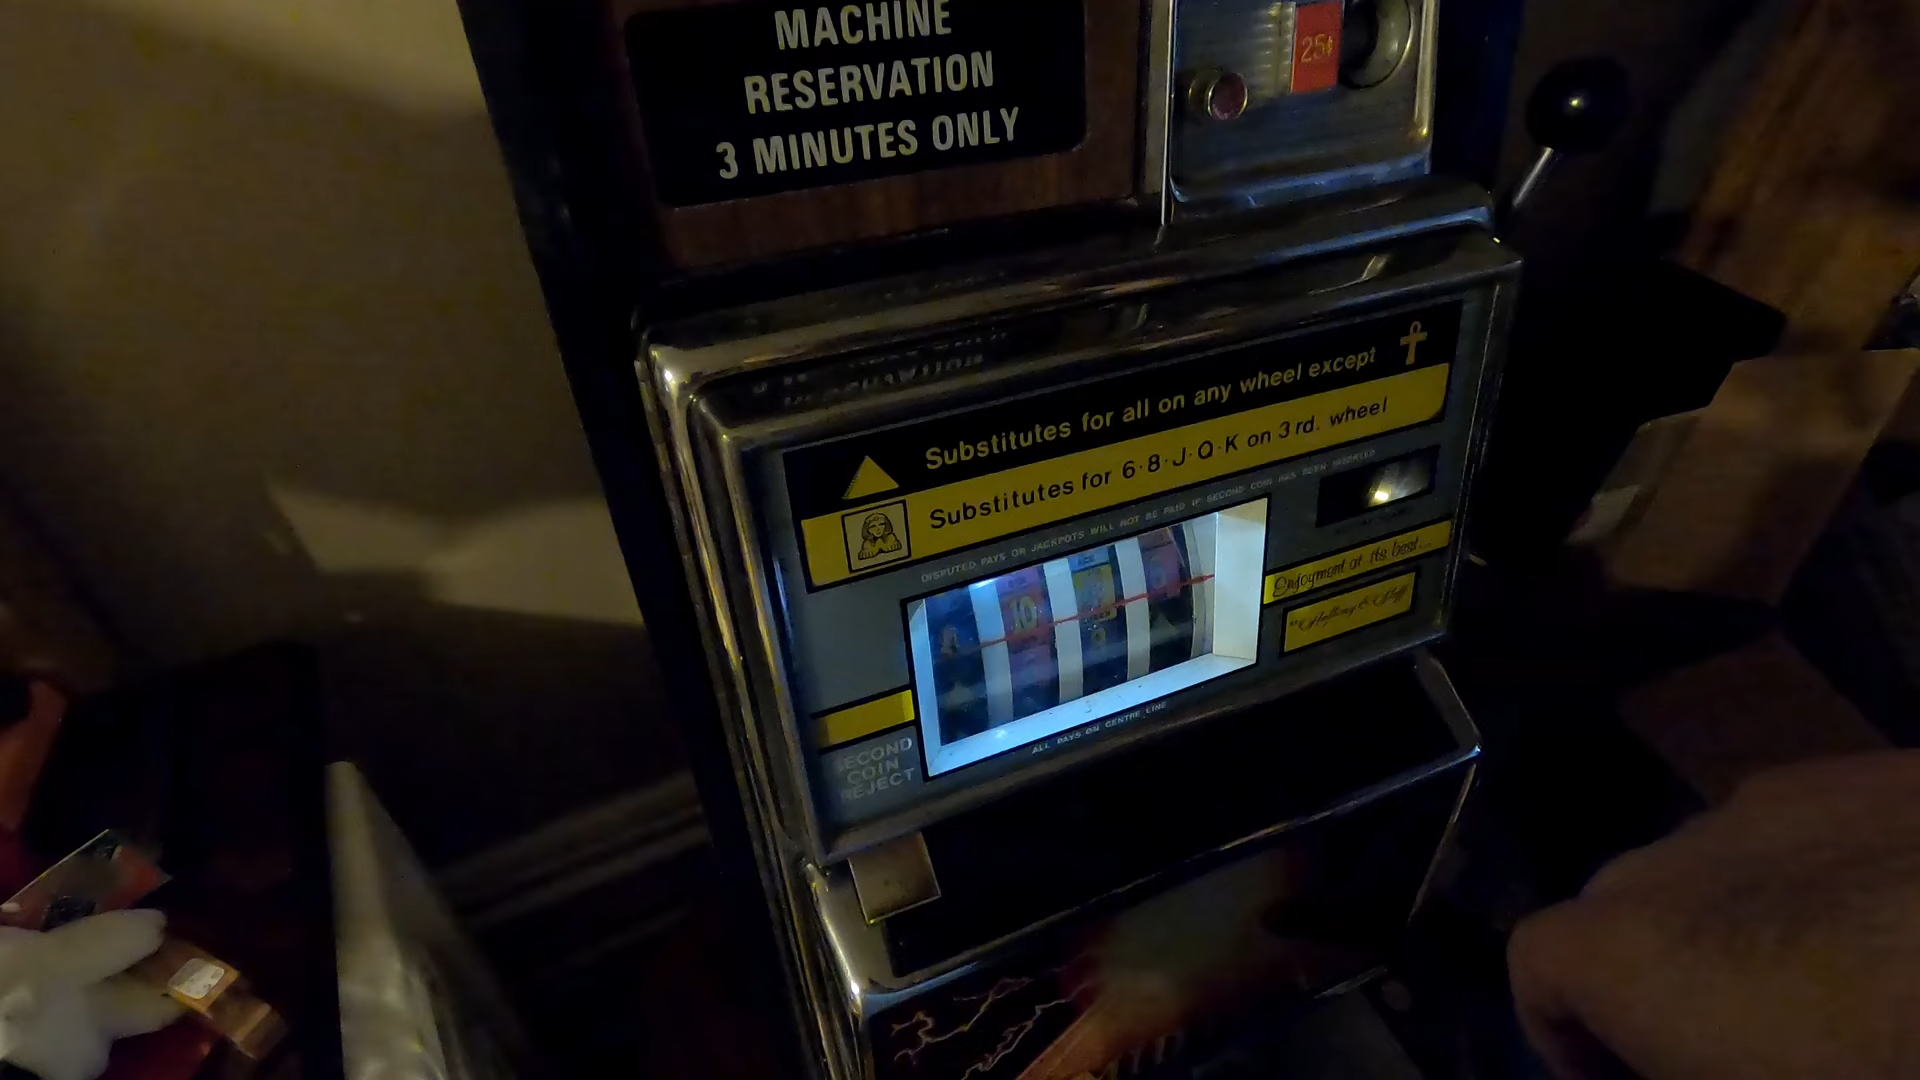 MACHINE
RESERVATION
3 MINUTES ONLY
25¢
Substitutes for all on any wheel except
Substitutes for 6·8·J·Q·K on 3rd. wheel
DISPUTED PAYS OR JACKPOTS WILL NOT BE PAID IF SECOND COIN HAS BEEN INSERTED
Enjoyment at its best...
10
ALL PAYS ON CENTRE LINE
SECOND
COIN
REJECT